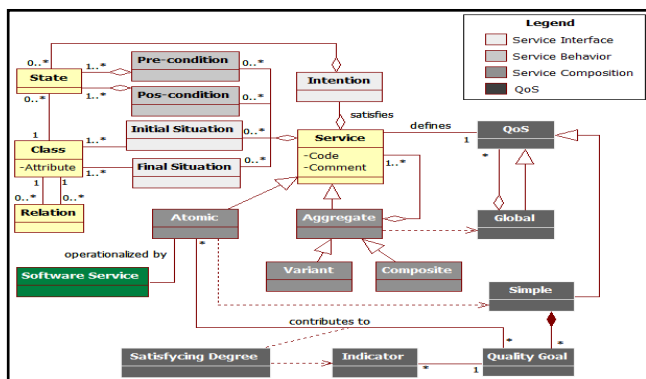 Legend
Service Interface
Service Behavior
Service Composition
QoS
0..*
1..*
Pre-condition
0..*
State
Intention
0..*
1..*
Pos-condition
0..*
0..*
satisfies
1
1..*
Initial Situation
0..*
Service
defines
1
QoS
Class
-Attribute
1..*
Final Situation
-Code
-Comment
1..*
*
1
1
0..*
0..*
Relation
Atomic
*
Aggregate
Global
operationalized by
Software Service
Variant
Composite
Simple
contributes to
*
*
Satisfycing Degree
Indicator
*
1
Quality Goal